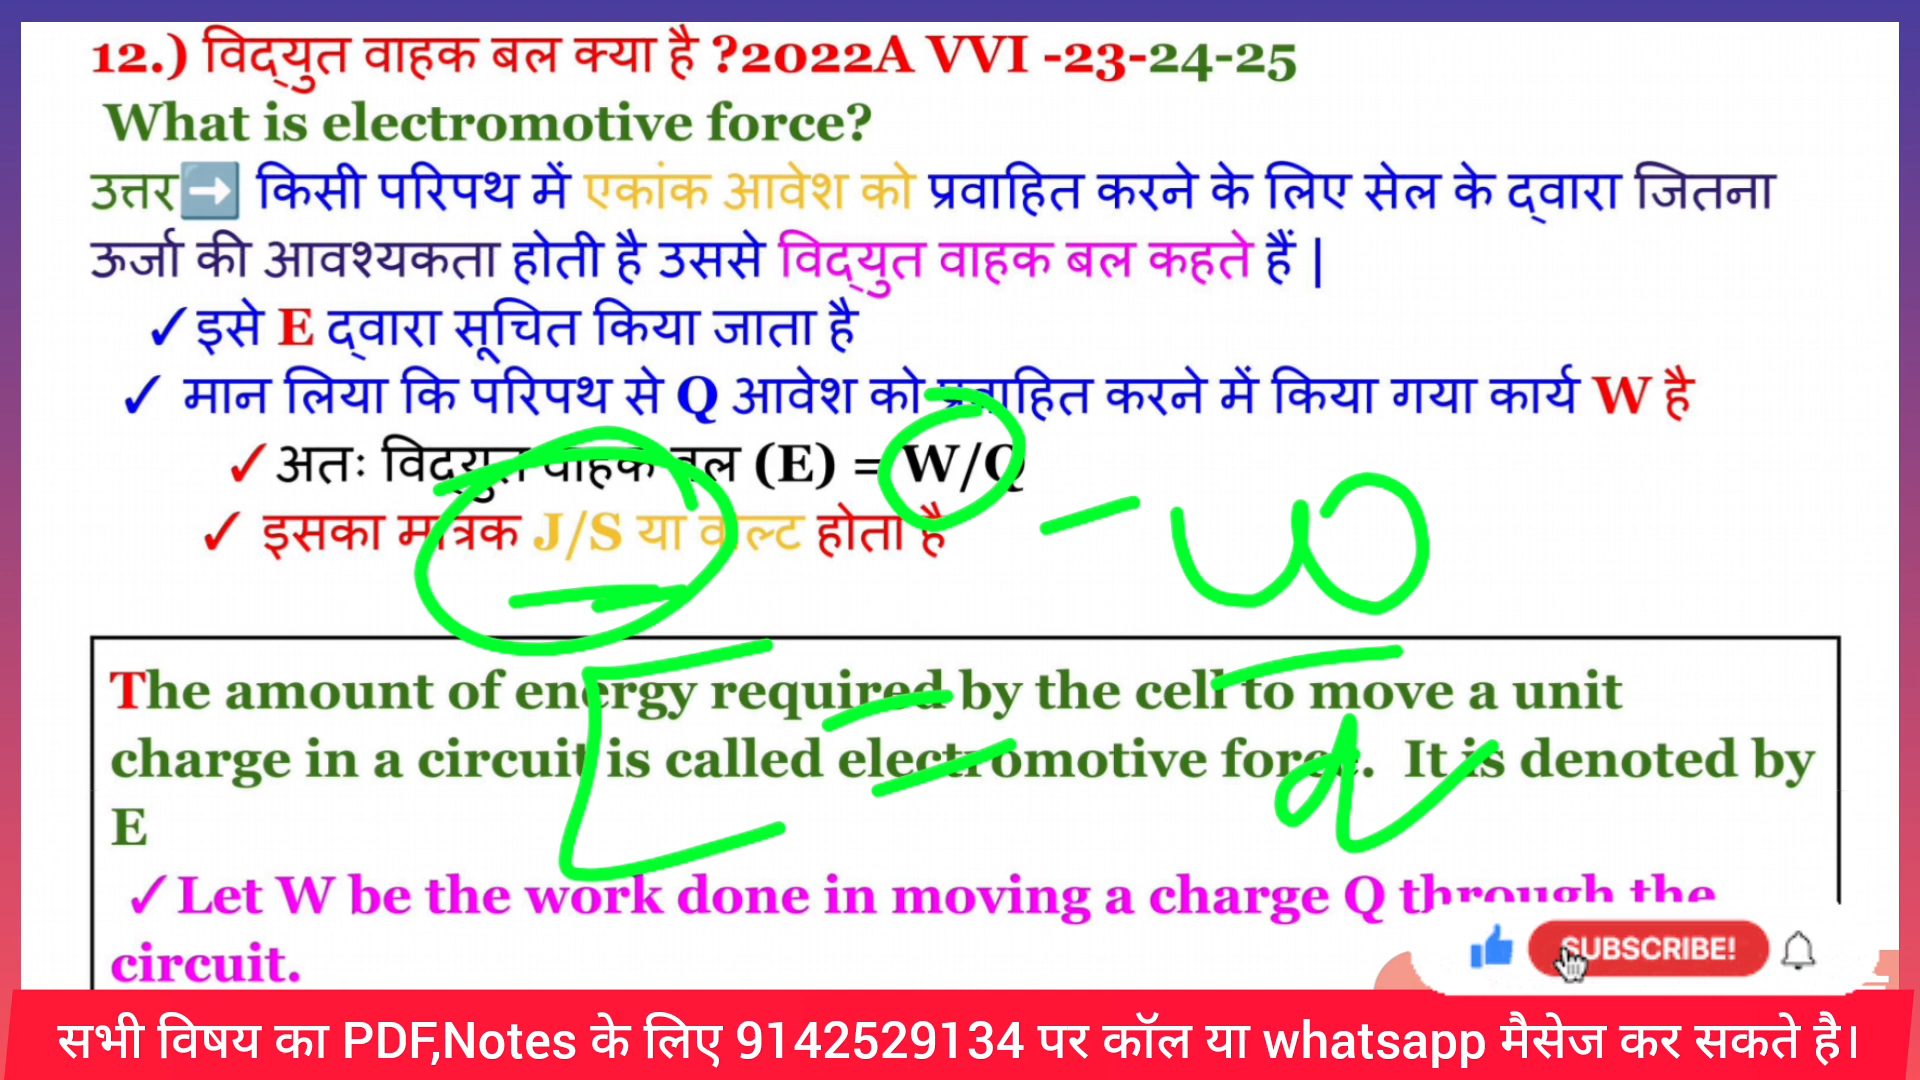 12.) विद्युत वाहक बल क्या है ?2022A VVI -23-24-25
What is electromotive force?
उत्तर➡ किसी परिपथ में एकांक आवेश को प्रवाहित करने के लिए सेल के द्वारा जितना
ऊर्जा की आवश्यकता होती है उससे विद्युत वाहक बल कहते हैं |
✓इसे E द्वारा सूचित किया जाता है
✓ मान लिया कि परिपथ से Q आवेश को प्रवाहित करने में किया गया कार्य W है
✓अतः विद्युत वाहक बल (E) = W/Q
✓ इसका मात्रक J/S या वोल्ट होता है
E = W
q
The amount of energy required by the cell to move a unit
charge in a circuit is called electromotive force. It is denoted by
E
✓Let W be the work done in moving a charge Q through the
circuit.
SUBSCRIBE!
सभी विषय का PDF,Notes के लिए 9142529134 पर कॉल या whatsapp मैसेज कर सकते है।